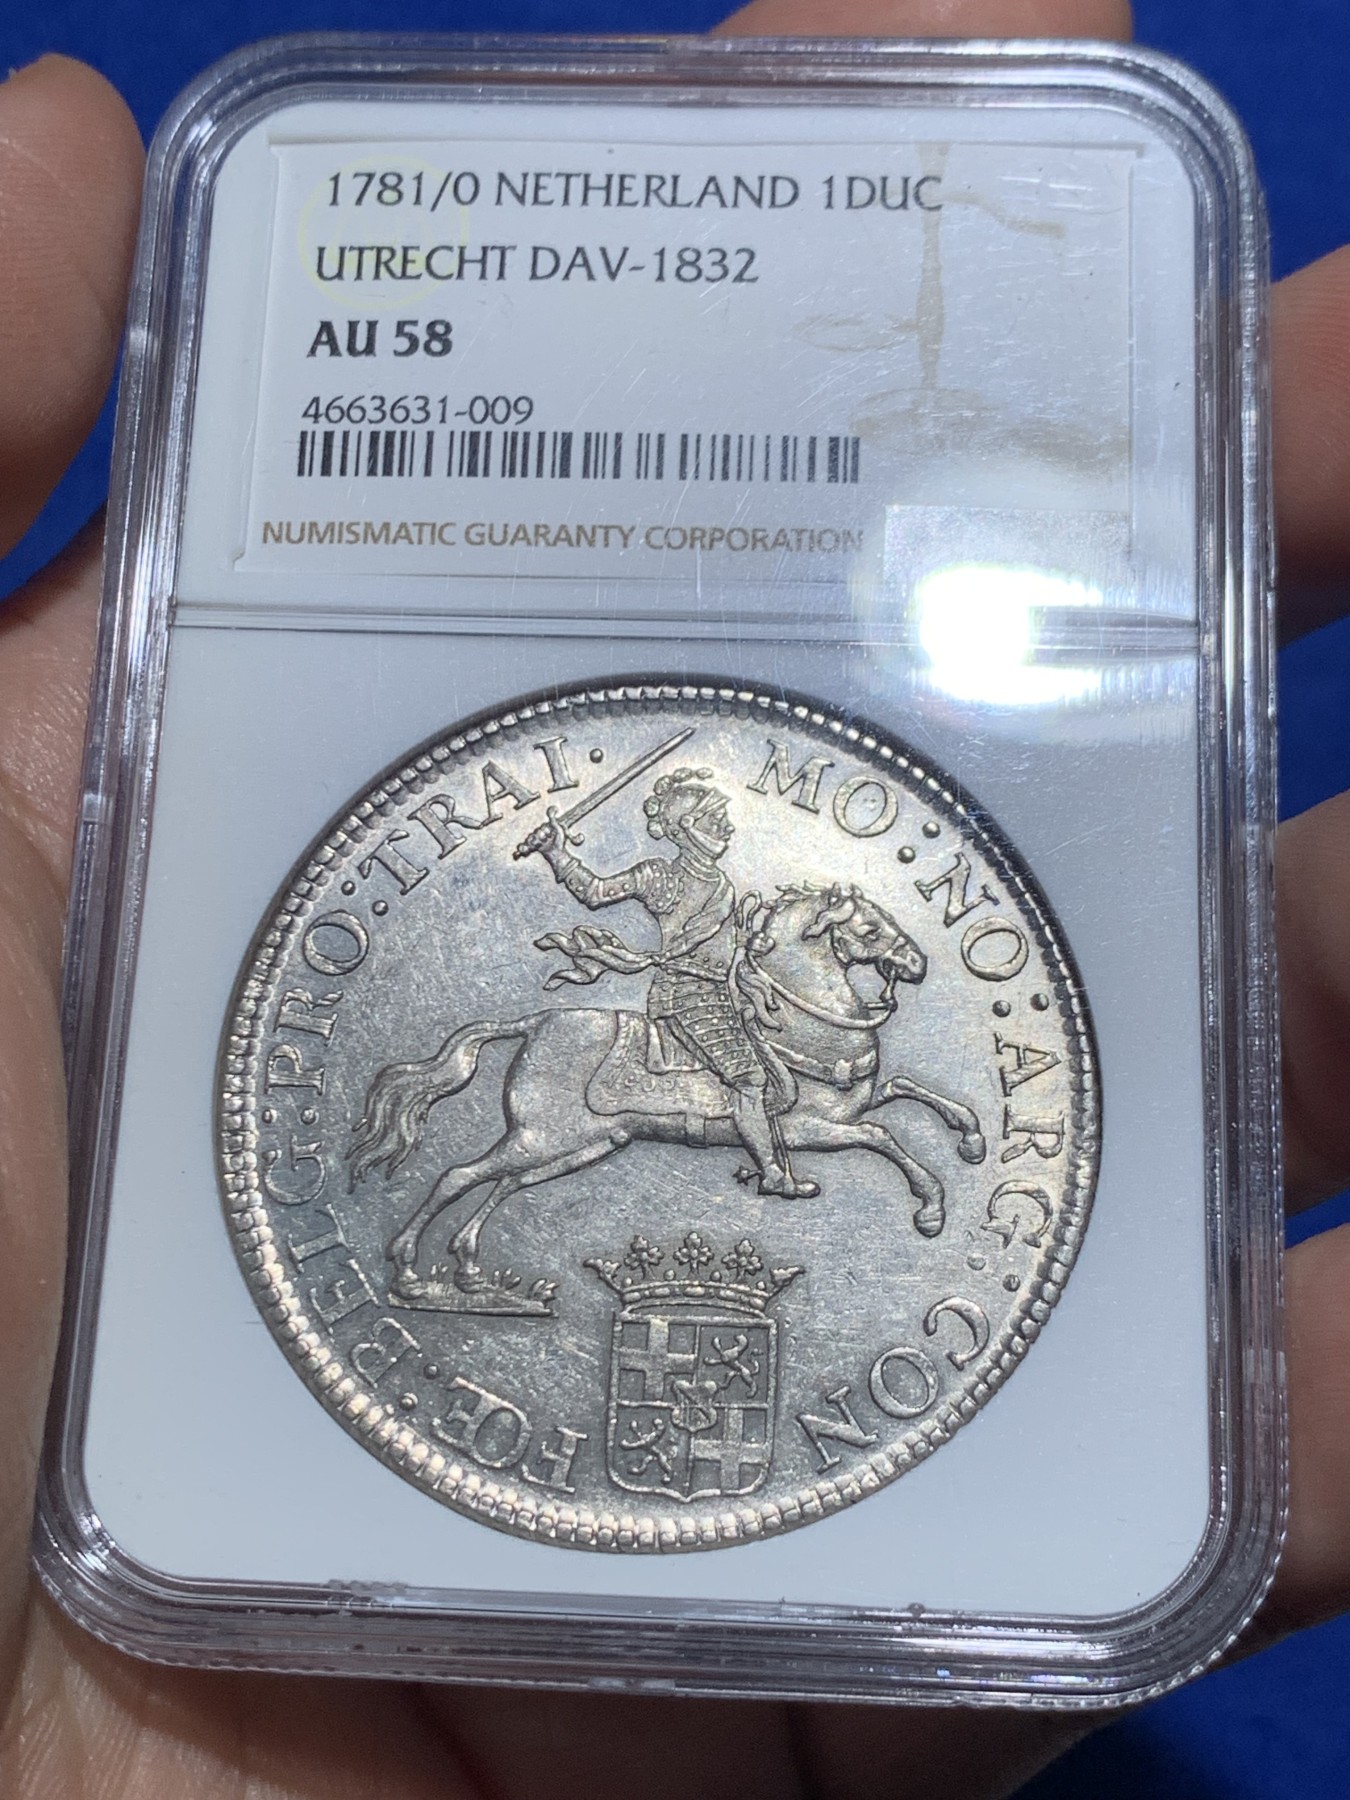 1781/0 NETHERLAND 1DUC
UTRECHT DAV-1832
AU 58
4663631-009
NUMISMATIC GUARANTY CORPORATION
MO: NO: ARG: CON FŒ: BELG: PRO: TRAI·